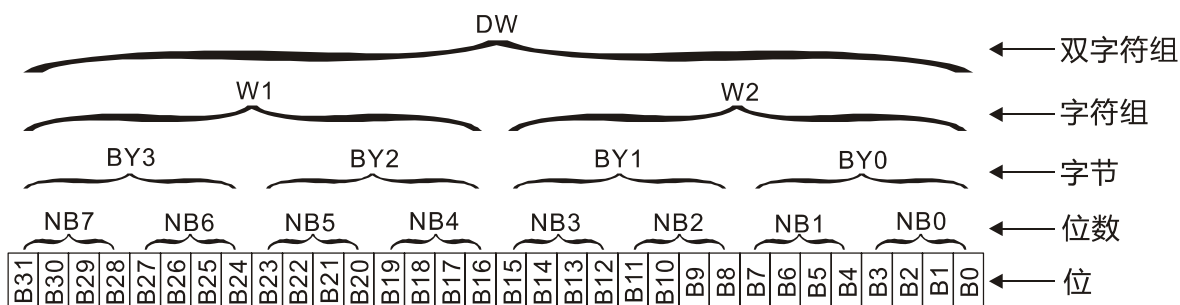 DW 双字符组
W1 W2 字符组
BY3 BY2 BY1 BY0 字节
NB7 NB6 NB5 NB4 NB3 NB2 NB1 NB0 位数
B31 B30 B29 B28 B27 B26 B25 B24 B23 B22 B21 B20 B19 B18 B17 B16 B15 B14 B13 B12 B11 B10 B9 B8 B7 B6 B5 B4 B3 B2 B1 B0 位